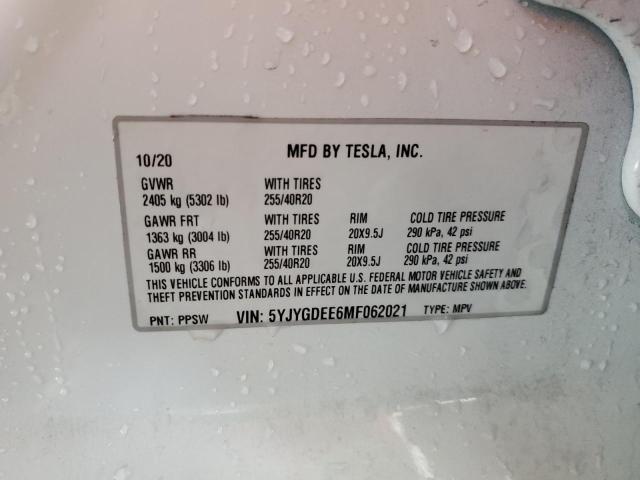 10/20 MFD BY TESLA, INC.
GVWR WITH TIRES
2405 kg (5302 lb) 255/40R20
GAWR FRT WITH TIRES RIM COLD TIRE PRESSURE
1363 kg (3004 lb) 255/40R20 20X9.5J 290 kPa, 42 psi
GAWR RR WITH TIRES RIM COLD TIRE PRESSURE
1500 kg (3306 lb) 255/40R20 20X9.5J 290 kPa, 42 psi
THIS VEHICLE CONFORMS TO ALL APPLICABLE U.S. FEDERAL MOTOR VEHICLE SAFETY AND
THEFT PREVENTION STANDARDS IN EFFECT ON THE DATE OF MANUFACTURE SHOWN ABOVE.
PNT: PPSW VIN: 5YJYGDEE6MF062021 TYPE: MPV